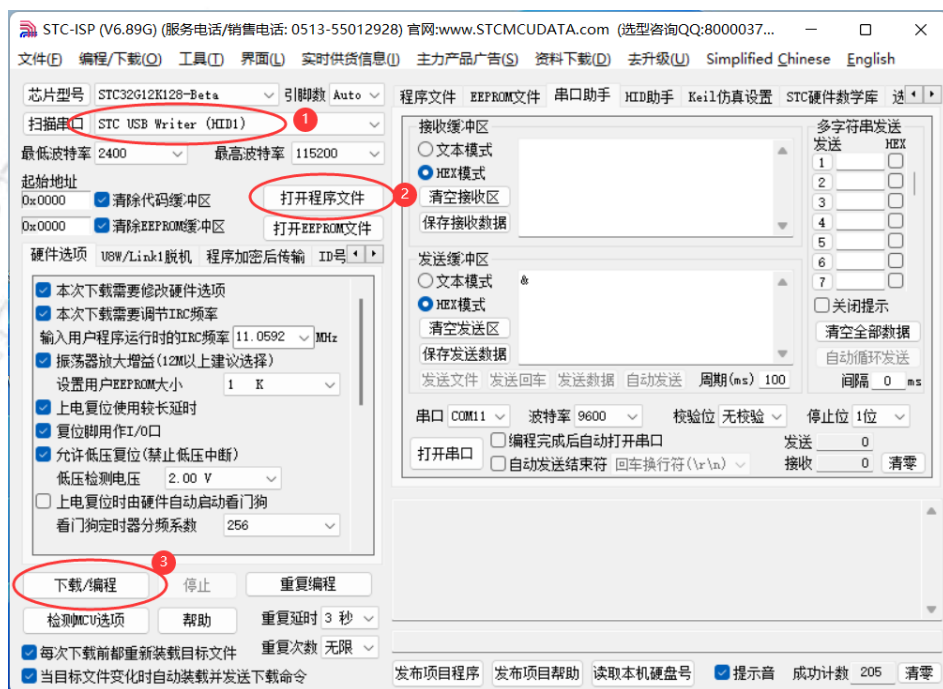 STC-ISP (V6.89G) (服务电话/销售电话: 0513-55012928) 官网:www.STCMCUDATA.com (选型咨询QQ:8000037...
文件(F) 编程/下载(O) 工具(T) 界面(L) 实时供货信息(I) 主力产品广告(S) 资料下载(D) 去升级(U) Simplified Chinese English
芯片型号 STC32G12K128-Beta 引脚数 Auto
扫描串口 STC USB Writer (HID1) 1
最低波特率 2400 最高波特率 115200
起始地址
0x0000 清除代码缓冲区 打开程序文件 2
0x0000 清除EEPROM缓冲区 打开EEPROM文件
硬件选项 U8W/Link1脱机 程序加密后传输 ID号
本次下载需要修改硬件选项
本次下载需要调节IRC频率
输入用户程序运行时的IRC频率 11.0592 MHz
振荡器放大增益(12M以上建议选择)
设置用户EEPROM大小 1 K
上电复位使用较长延时
复位脚用作I/O口
允许低压复位(禁止低压中断)
低压检测电压 2.00 V
上电复位时由硬件自动启动看门狗
看门狗定时器分频系数 256
3
下载/编程 停止 重复编程
检测MCU选项 帮助 重复延时 3 秒
每次下载前都重新装载目标文件 重复次数 无限
当目标文件变化时自动装载并发送下载命令
程序文件 EEPROM文件 串口助手 HID助手 Keil仿真设置 STC硬件数学库 选
接收缓冲区
文本模式
HEX模式
清空接收区
保存接收数据
发送缓冲区
文本模式 &
HEX模式
清空发送区
保存发送数据
发送文件 发送回车 发送数据 自动发送 周期(ms) 100
多字符串发送
发送 HEX
1
2
3
4
5
6
7
关闭提示
清空全部数据
自动循环发送
间隔 0 ms
串口 COM11 波特率 9600 校验位 无校验 停止位 1位
打开串口 编程完成后自动打开串口 发送 0
自动发送结束符 回车换行符(\r\n) 接收 0 清零
发布项目程序 发布项目帮助 读取本机硬盘号 提示音 成功计数 205 清零